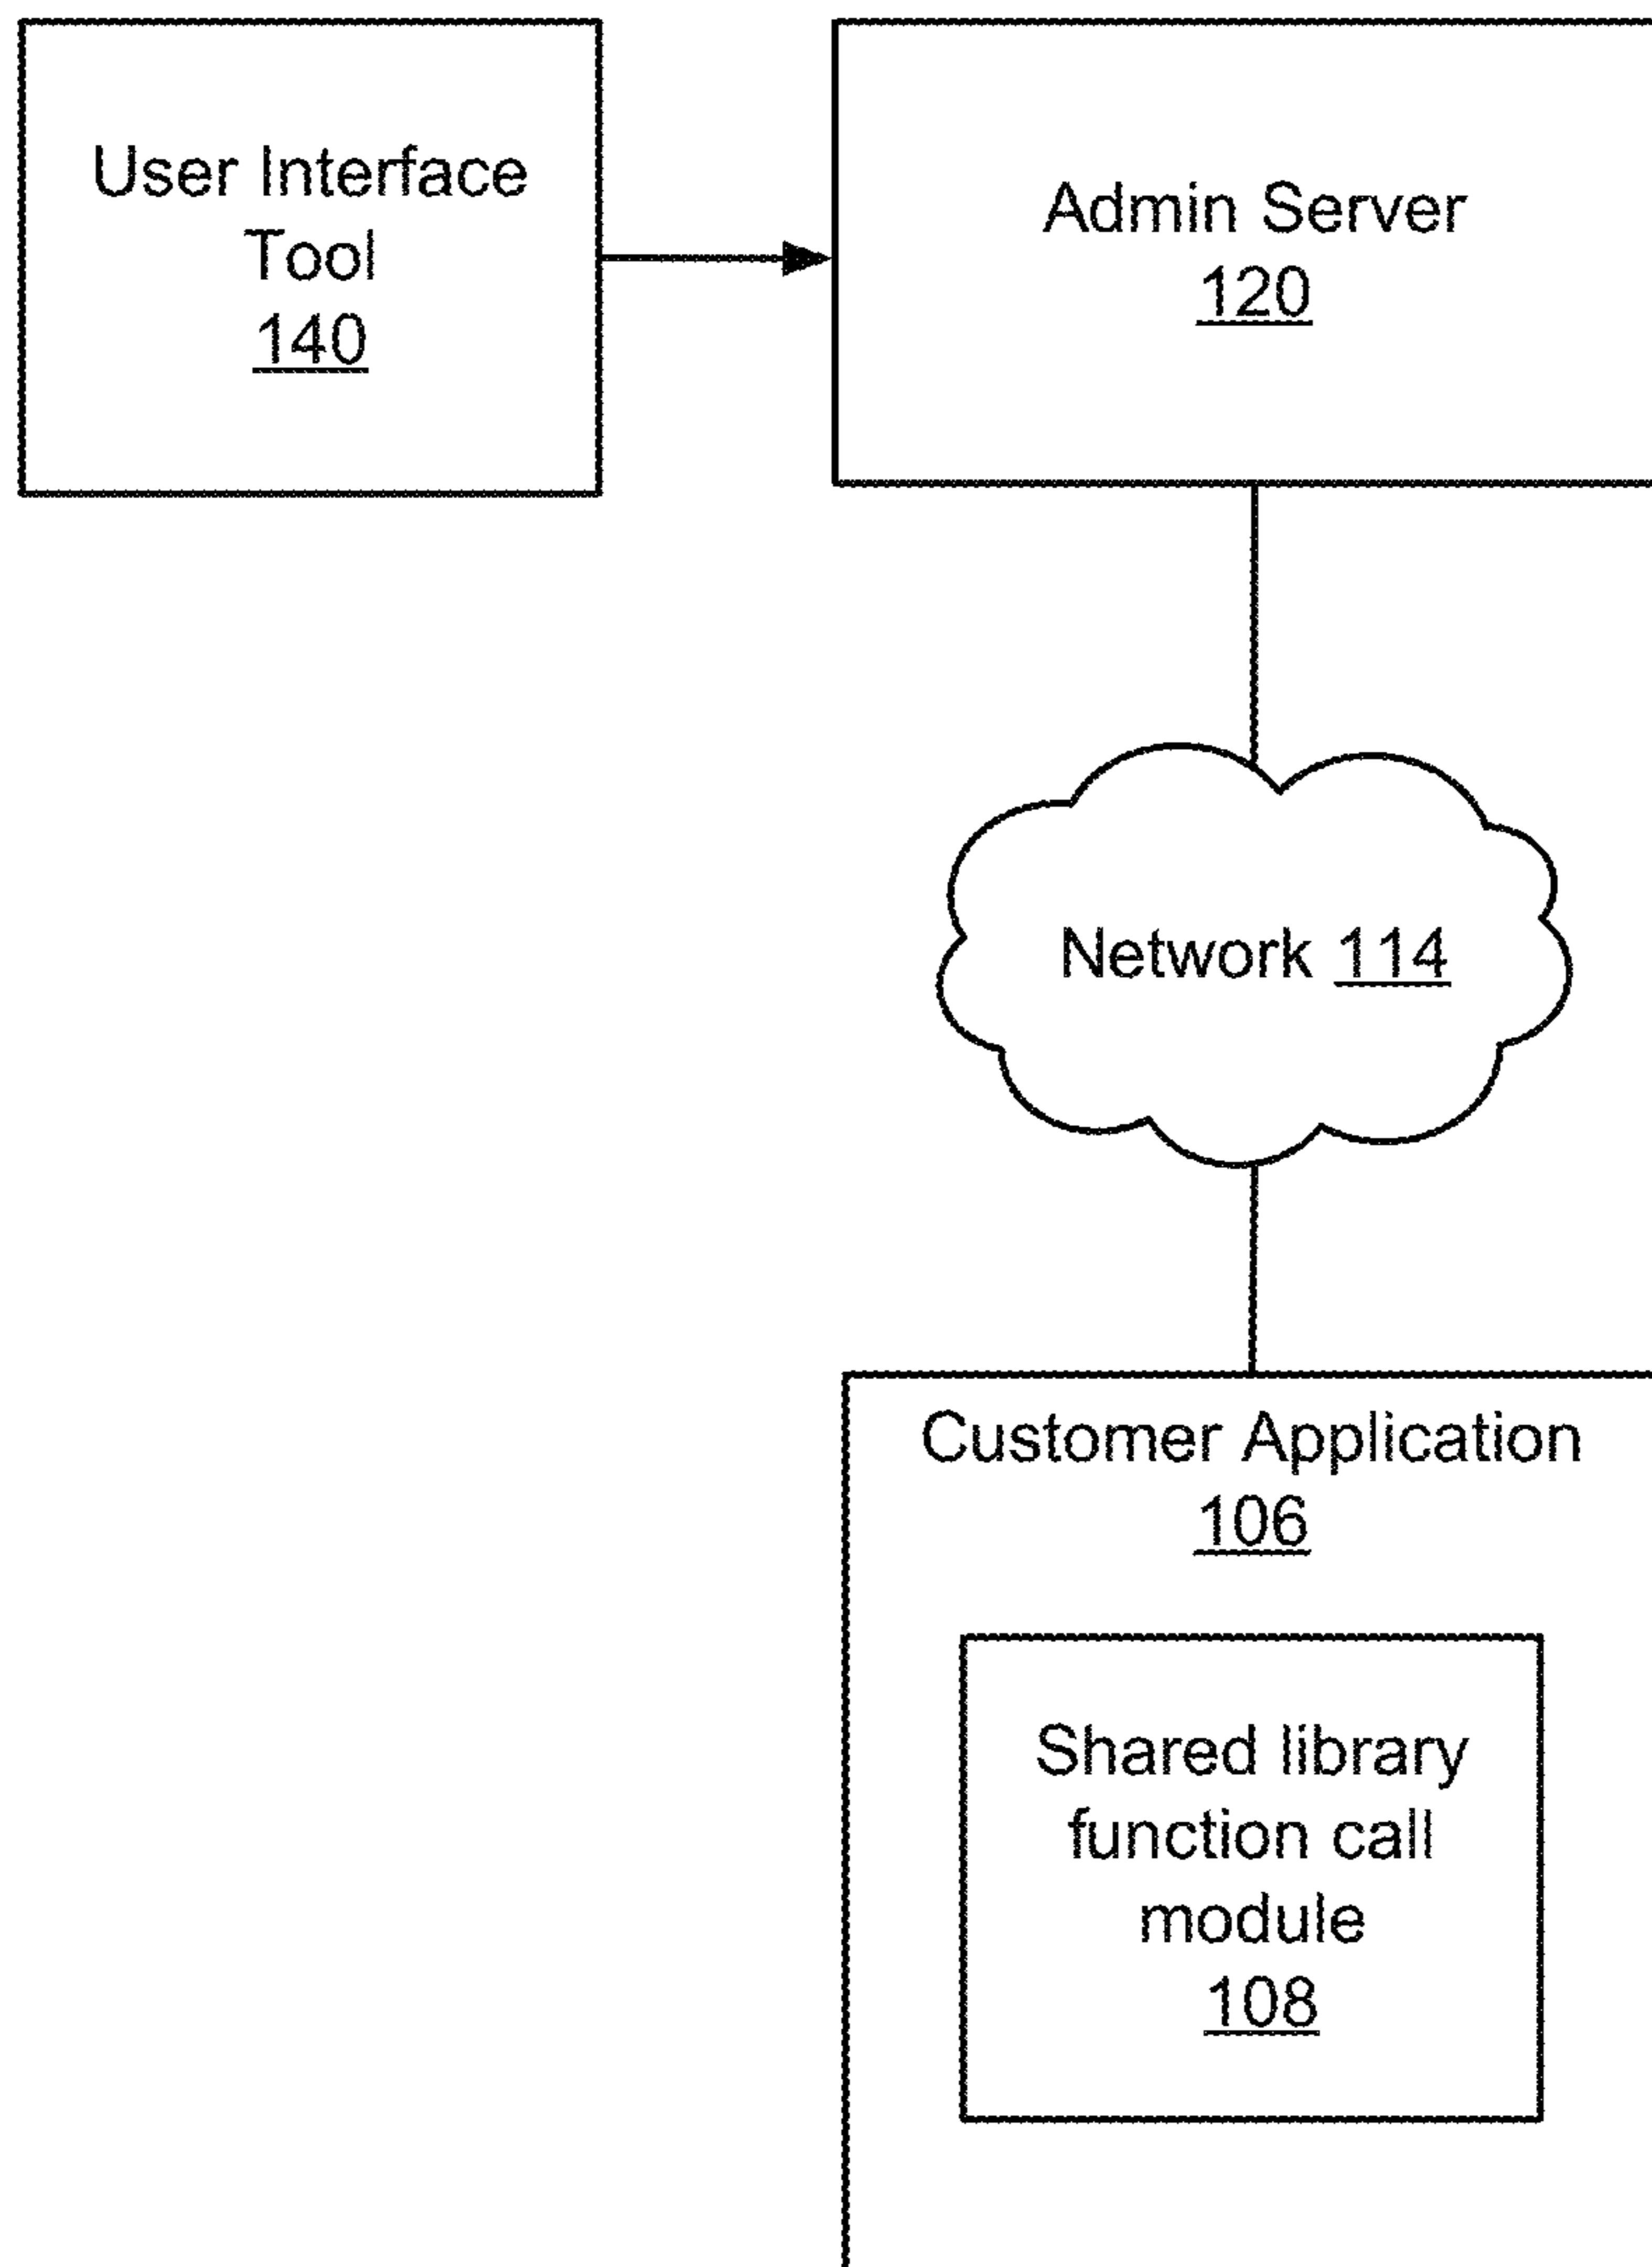 User Interface
Tool
140
Admin Server
120
Network 114
Customer Application
106
Shared library
function call
module
108